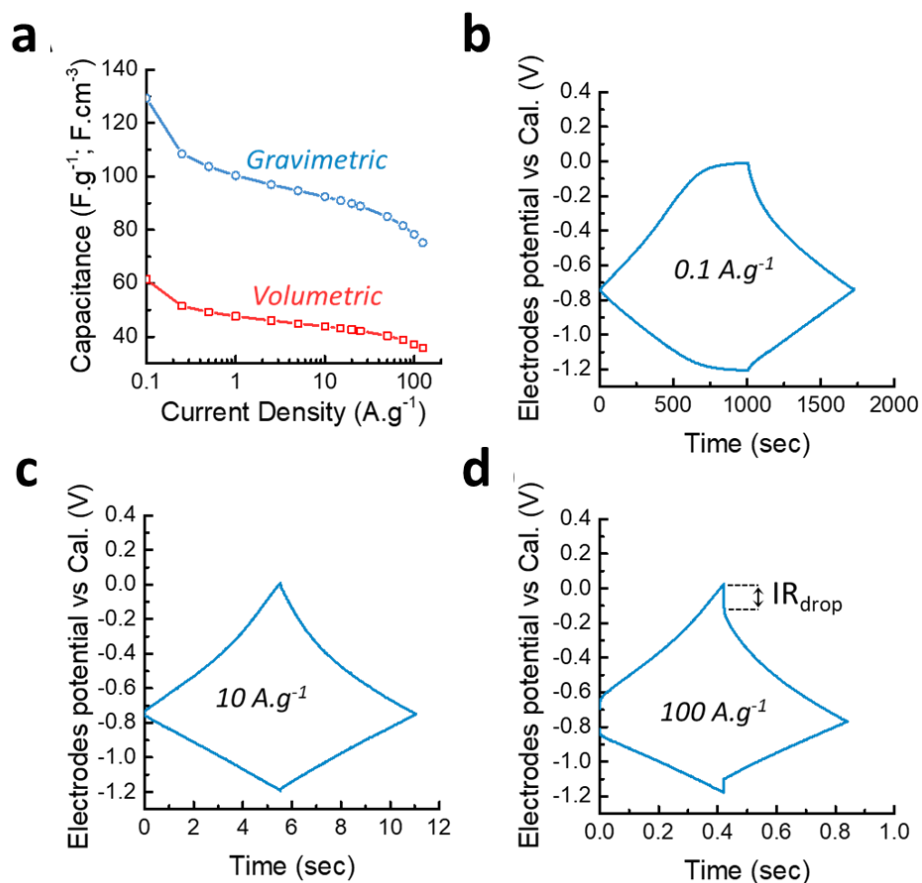 a
140
120
100
80
60
40
Capacitance (F.g⁻¹; F.cm⁻³)
Gravimetric
Volumetric
0.1 1 10 100
Current Density (A.g⁻¹)
b
0.4
0.2
0.0
-0.2
-0.4
-0.6
-0.8
-1.0
-1.2
Electrodes potential vs Cal. (V)
0.1 A.g⁻¹
0 500 1000 1500 2000
Time (sec)
c
0.4
0.2
0.0
-0.2
-0.4
-0.6
-0.8
-1.0
-1.2
Electrodes potential vs Cal. (V)
10 A.g⁻¹
0 2 4 6 8 10 12
Time (sec)
d
0.4
0.2
0.0
-0.2
-0.4
-0.6
-0.8
-1.0
-1.2
Electrodes potential vs Cal. (V)
IRdrop
100 A.g⁻¹
0.0 0.2 0.4 0.6 0.8 1.0
Time (sec)